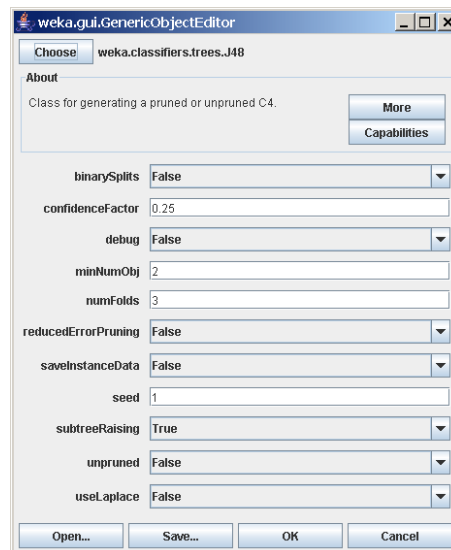 weka.gui.GenericObjectEditor
Choose weka.classifiers.trees.J48
About
Class for generating a pruned or unpruned C4.
More
Capabilities
binarySplits False
confidenceFactor 0.25
debug False
minNumObj 2
numFolds 3
reducedErrorPruning False
saveInstanceData False
seed 1
subtreeRaising True
unpruned False
useLaplace False
Open... Save... OK Cancel